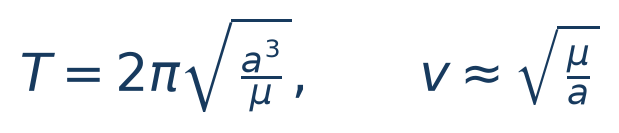 T = 2π√(a³/μ), v ≈ √(μ/a)